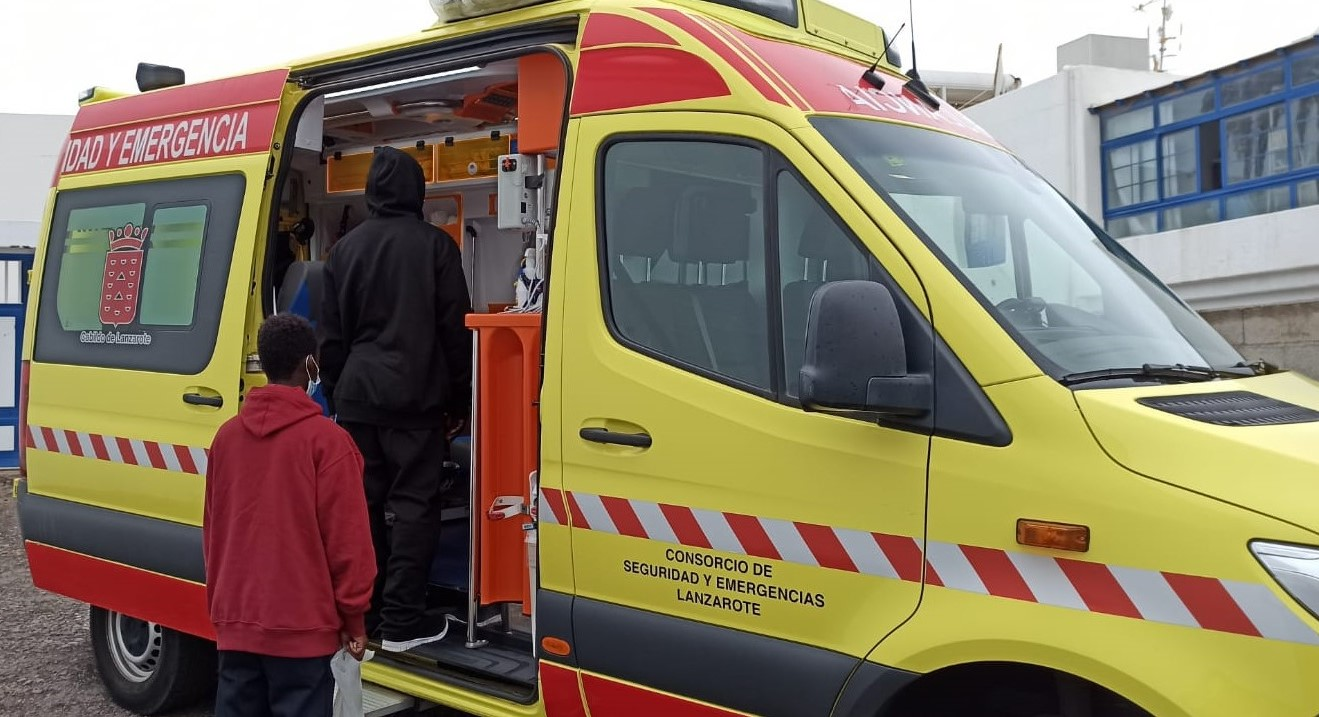 IDAD Y EMERGENCIA
Cabildo de Lanzarote
CONSORCIO DE
SEGURIDAD Y EMERGENCIAS
LANZAROTE